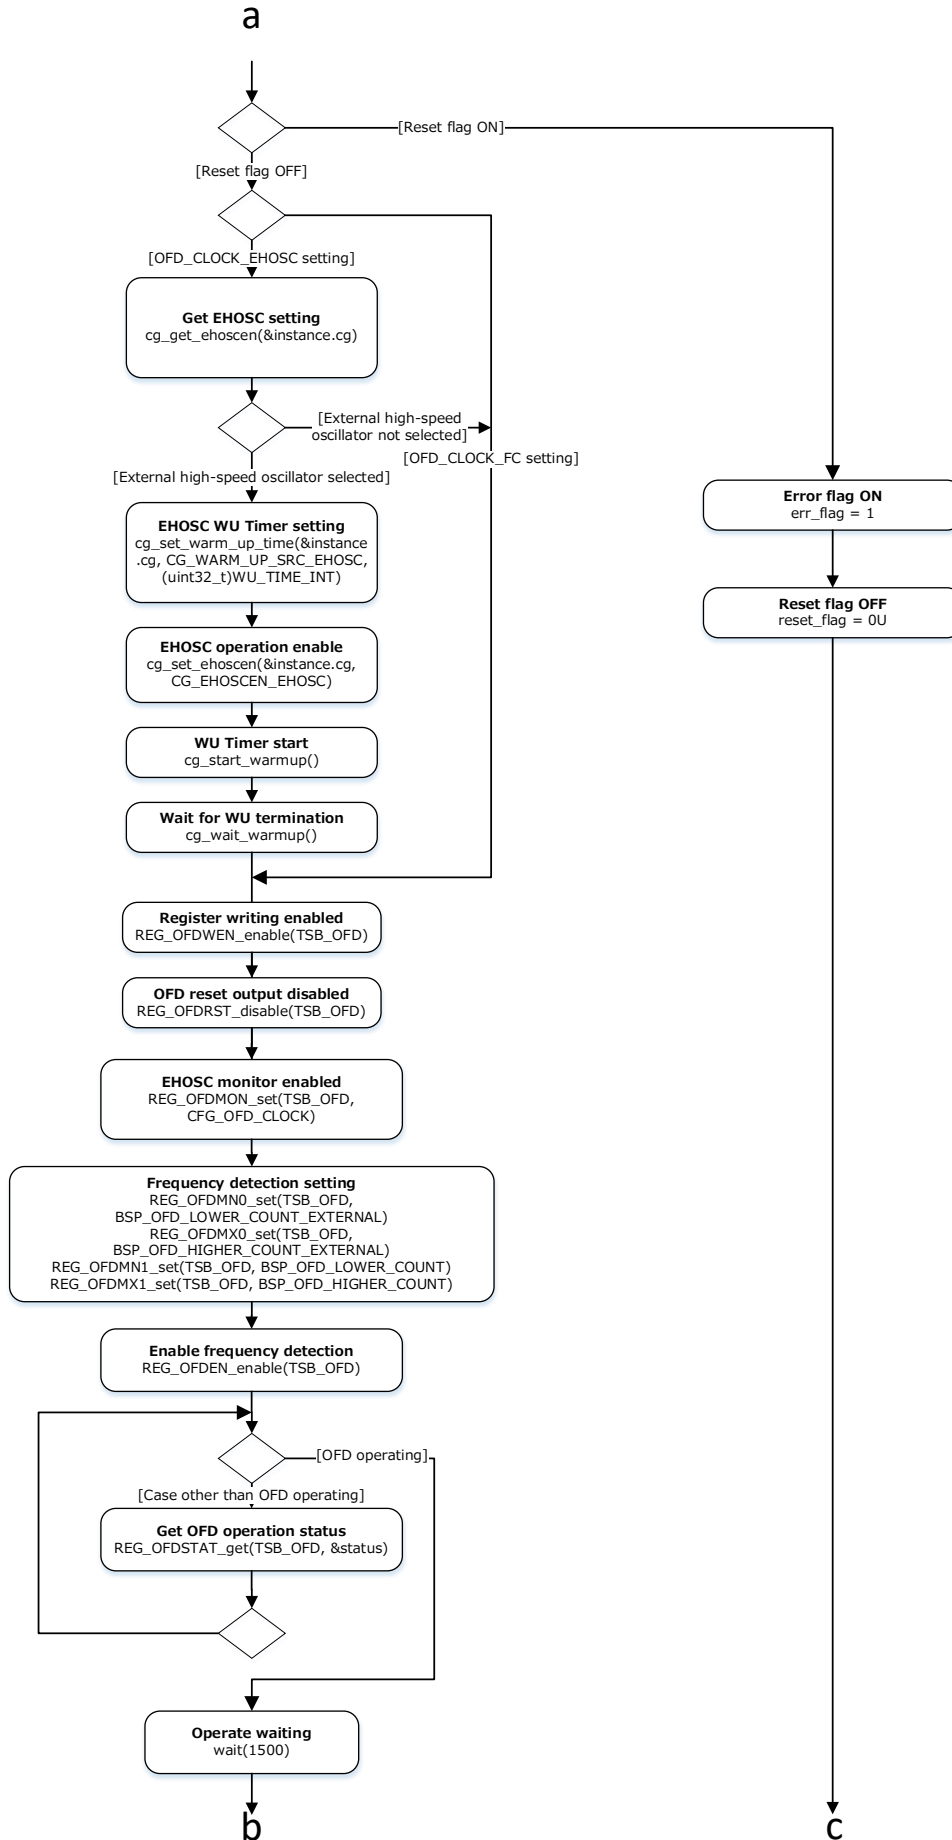 a
[Reset flag ON]
[Reset flag OFF]
[OFD_CLOCK_EHOSC setting]
Get EHOSC setting
cg_get_ehoscen(&instance.cg)
[External high-speed
oscillator not selected]
[OFD_CLOCK_FC setting]
[External high-speed oscillator selected]
EHOSC WU Timer setting
cg_set_warm_up_time(&instance
.cg, CG_WARM_UP_SRC_EHOSC,
(uint32_t)WU_TIME_INT)
Error flag ON
err_flag = 1
Reset flag OFF
reset_flag = 0U
EHOSC operation enable
cg_set_ehoscen(&instance.cg,
CG_EHOSCEN_EHOSC)
WU Timer start
cg_start_warmup()
Wait for WU termination
cg_wait_warmup()
Register writing enabled
REG_OFDWEN_enable(TSB_OFD)
OFD reset output disabled
REG_OFDRST_disable(TSB_OFD)
EHOSC monitor enabled
REG_OFDMON_set(TSB_OFD,
CFG_OFD_CLOCK)
Frequency detection setting
REG_OFDMN0_set(TSB_OFD,
BSP_OFD_LOWER_COUNT_EXTERNAL)
REG_OFDMX0_set(TSB_OFD,
BSP_OFD_HIGHER_COUNT_EXTERNAL)
REG_OFDMN1_set(TSB_OFD, BSP_OFD_LOWER_COUNT)
REG_OFDMX1_set(TSB_OFD, BSP_OFD_HIGHER_COUNT)
Enable frequency detection
REG_OFDEN_enable(TSB_OFD)
[OFD operating]
[Case other than OFD operating]
Get OFD operation status
REG_OFDSTAT_get(TSB_OFD, &status)
Operate waiting
wait(1500)
b
c